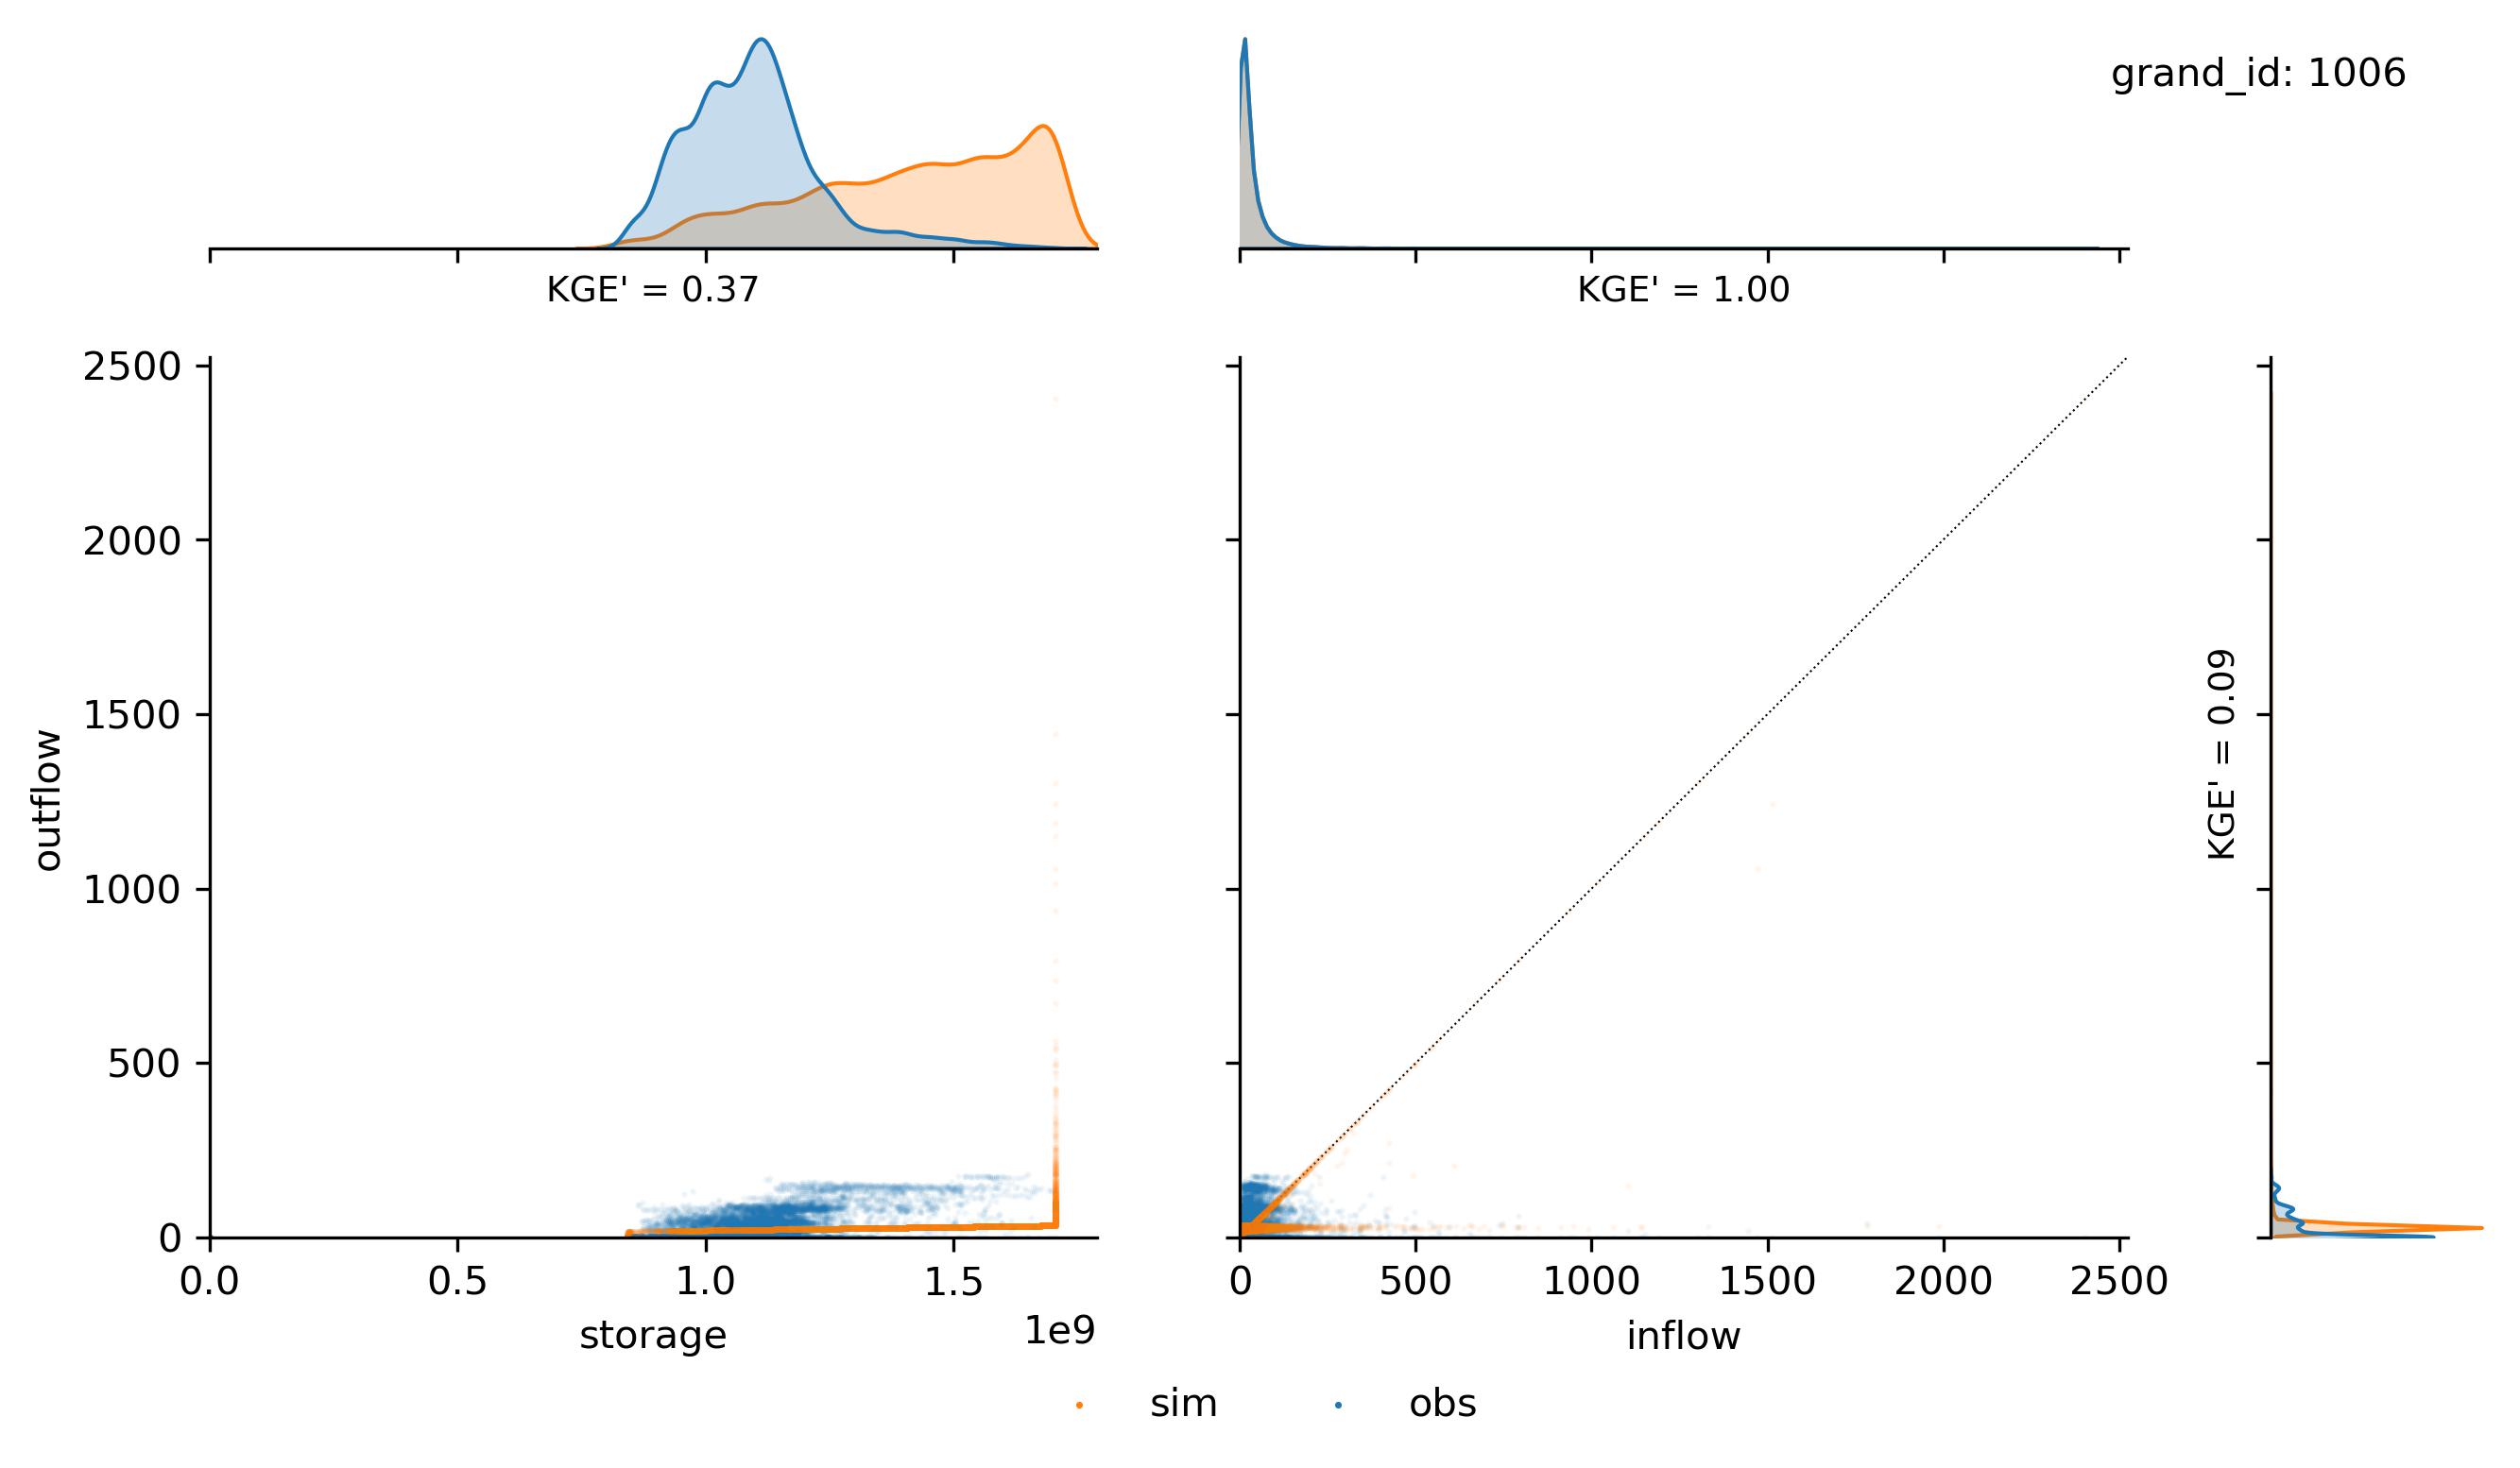 grand_id: 1006
KGE' = 0.37
KGE' = 1.00
2500
2000
1500
1000
500
0
outflow
KGE' = 0.09
0.0 0.5 1.0 1.5
1e9
storage
0 500 1000 1500 2000 2500
inflow
sim obs